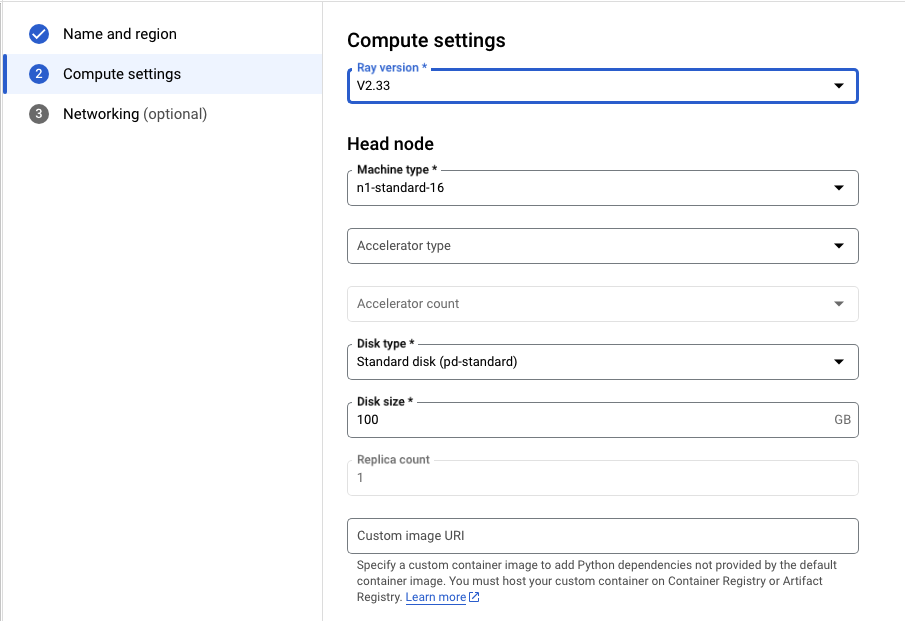 Name and region
2 Compute settings
3 Networking (optional)
Compute settings
Ray version *
V2.33
Head node
Machine type *
n1-standard-16
Accelerator type
Accelerator count
Disk type *
Standard disk (pd-standard)
Disk size *
100 GB
Replica count
1
Custom image URI
Specify a custom container image to add Python dependencies not provided by the default
container image. You must host your custom container on Container Registry or Artifact
Registry. Learn more